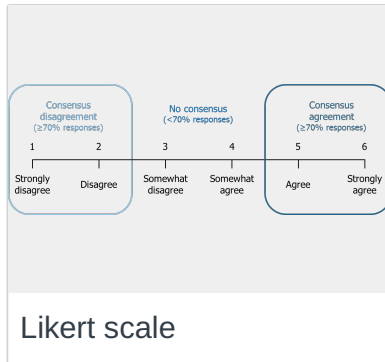 Consensus
disagreement
(≥70% responses)
No consensus
(<70% responses)
Consensus
agreement
(≥70% responses)
1 2 3 4 5 6
Strongly
disagree
Disagree
Somewhat
disagree
Somewhat
agree
Agree
Strongly
agree
Likert scale